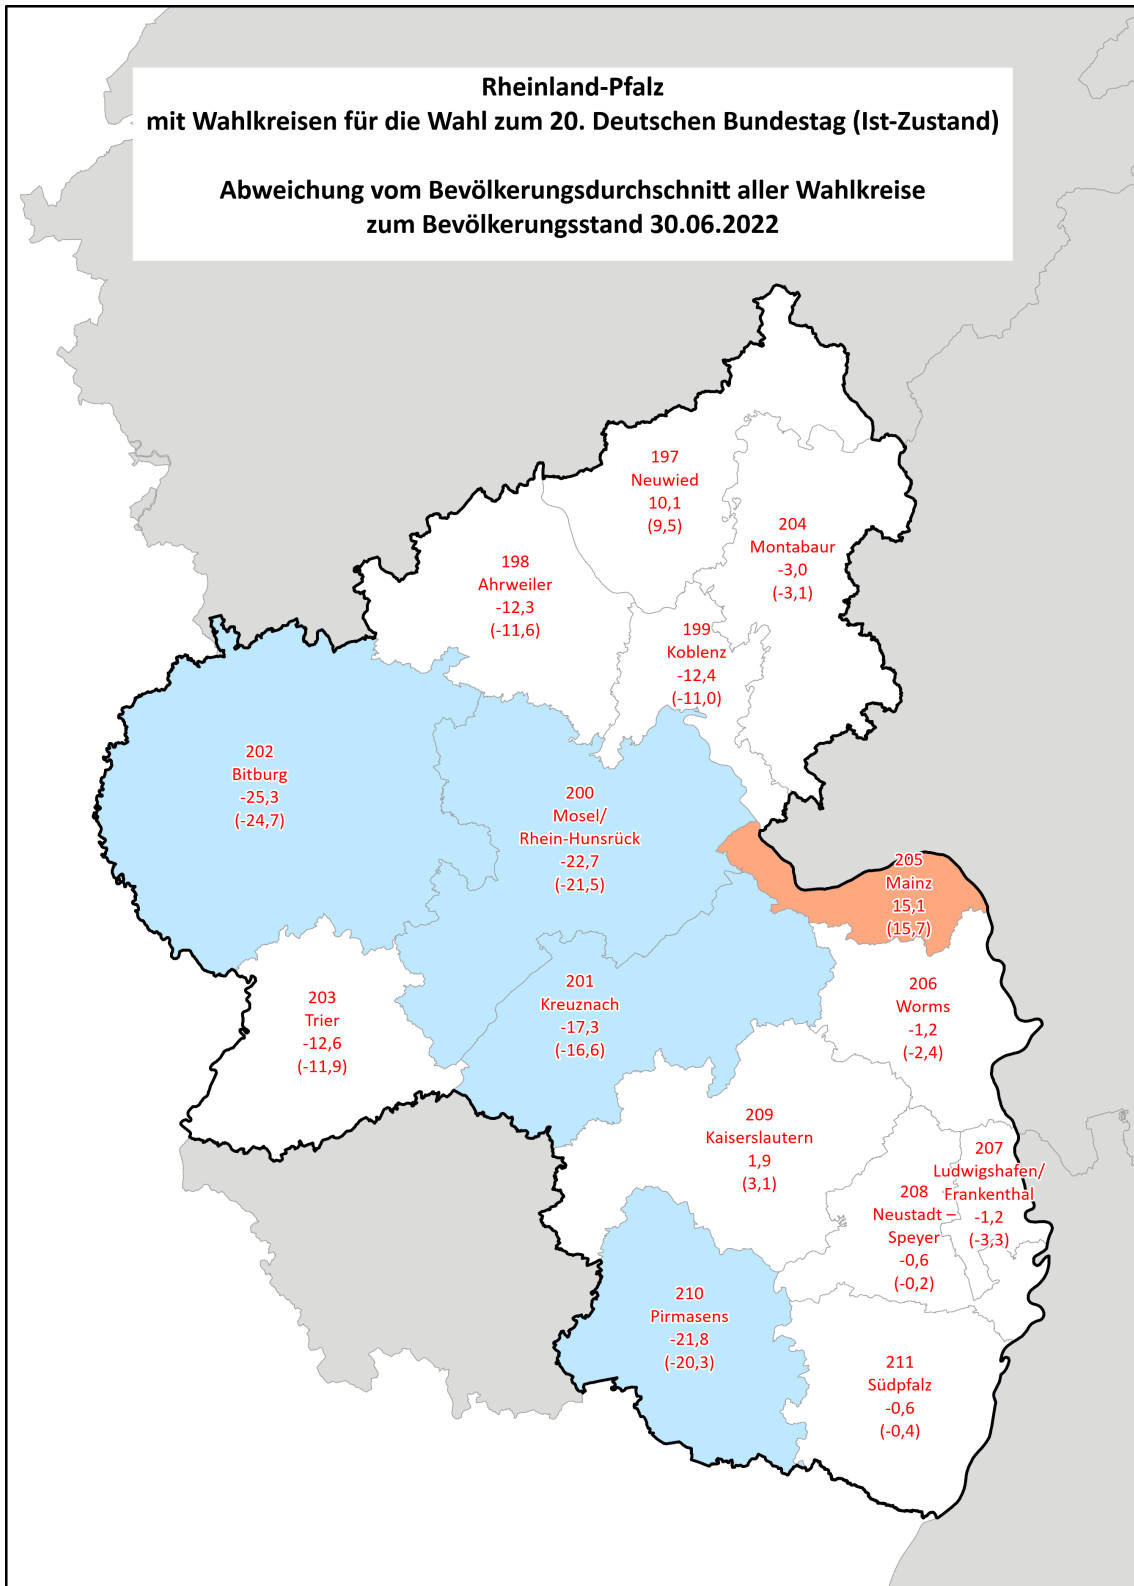 Rheinland-Pfalz
mit Wahlkreisen für die Wahl zum 20. Deutschen Bundestag (Ist-Zustand)
Abweichung vom Bevölkerungsdurchschnitt aller Wahlkreise
zum Bevölkerungsstand 30.06.2022
197
Neuwied
10,1
(9,5)
204
Montabaur
-3,0
(-3,1)
198
Ahrweiler
-12,3
(-11,6)
199
Koblenz
-12,4
(-11,0)
202
Bitburg
-25,3
(-24,7)
200
Mosel/
Rhein-Hunsrück
-22,7
(-21,5)
205
Mainz
15,1
(15,7)
201
Kreuznach
-17,3
(-16,6)
206
Worms
-1,2
(-2,4)
203
Trier
-12,6
(-11,9)
209
Kaiserslautern
1,9
(3,1)
207
Ludwigshafen/
Frankenthal
-1,2
(-3,3)
208
Neustadt –
Speyer
-0,6
(-0,2)
210
Pirmasens
-21,8
(-20,3)
211
Südpfalz
-0,6
(-0,4)